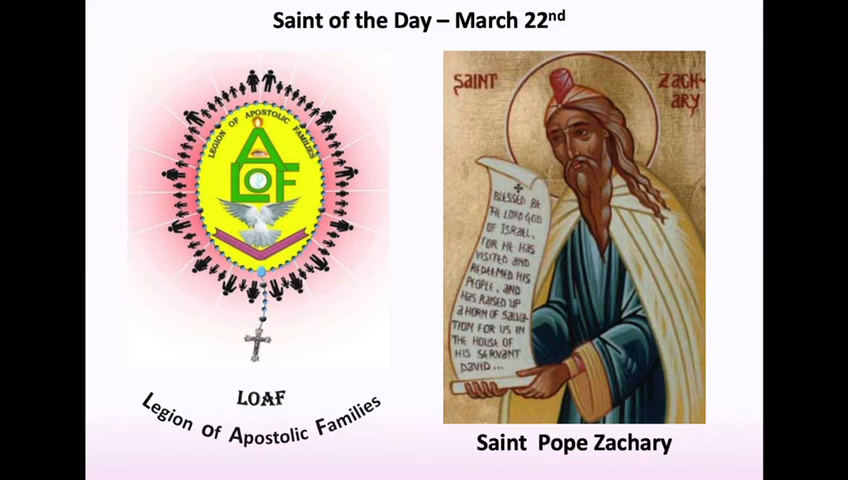 Saint of the Day – March 22nd
LEGION OF APOSTOLIC FAMILIES
A
LOF
LOAF
Legion of Apostolic Families
SAINT ZACH-
ARY
BLESSED BE
THE LORD GOD
OF ISRAEL,
FOR HE HAS
VISITED AND
REDEEMED HIS
PEOPLE, AND
HAS RAISED UP
A HORN OF SALVA-
TION FOR US IN
THE HOUSE OF
HIS SERVANT
DAVID...
Saint Pope Zachary